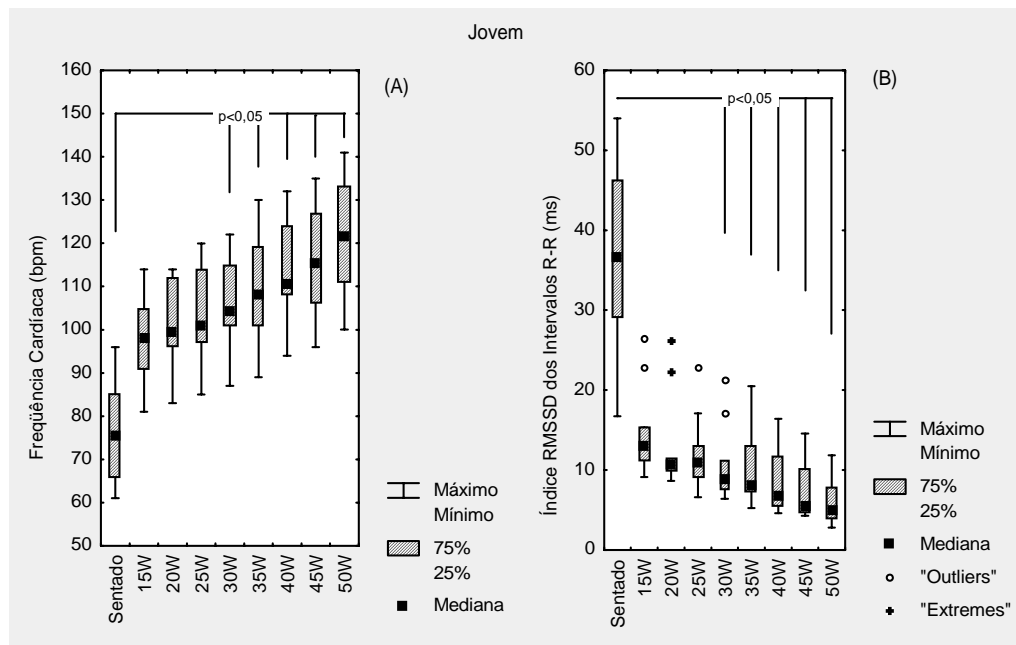 Jovem
(A)
Freqüência Cardíaca (bpm)
160
150
140
130
120
110
100
90
80
70
60
50
p<0,05
Sentado
15W
20W
25W
30W
35W
40W
45W
50W
Máximo
Mínimo
75%
25%
Mediana
(B)
Índice RMSSD dos Intervalos R-R (ms)
60
50
40
30
20
10
0
p<0,05
Sentado
15W
20W
25W
30W
35W
40W
45W
50W
Máximo
Mínimo
75%
25%
Mediana
"Outliers"
"Extremes"